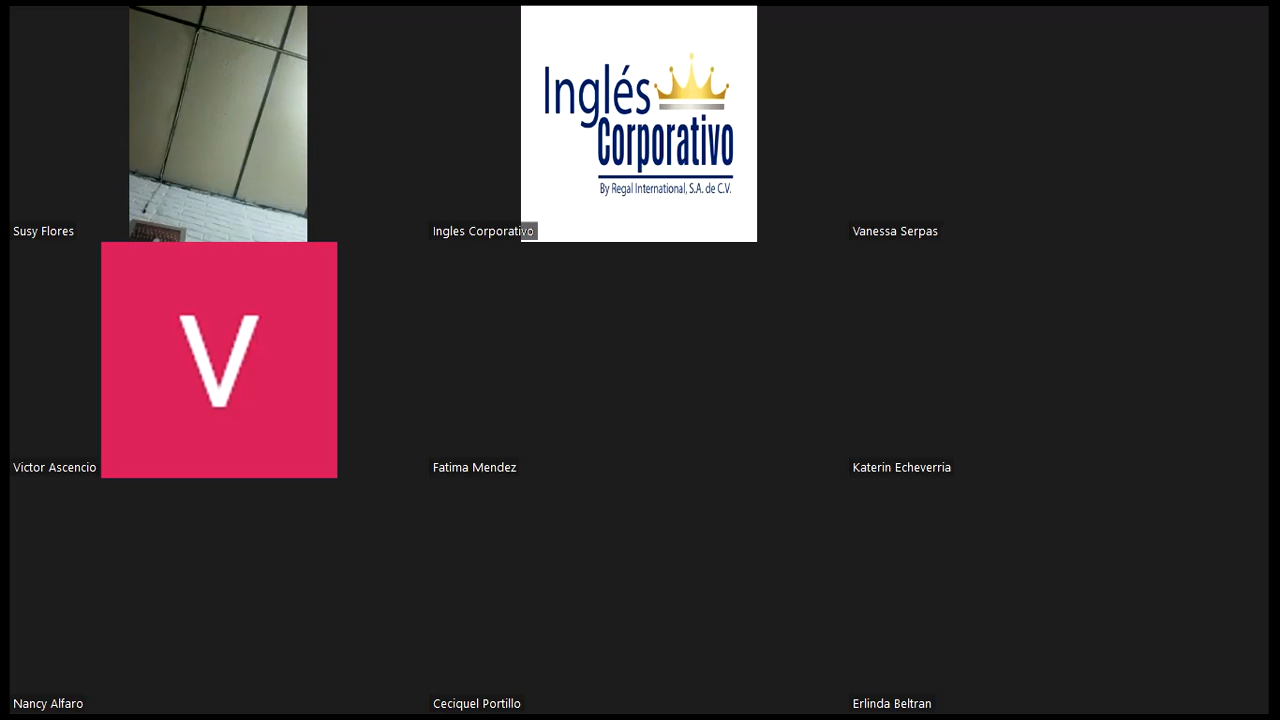 Inglés
Corporativo
By Regal International, S.A. de C.V.
Susy Flores
Ingles Corporativo
Vanessa Serpas
V
Victor Ascencio
Fatima Mendez
Katerin Echeverria
Nancy Alfaro
Ceciquel Portillo
Erlinda Beltran